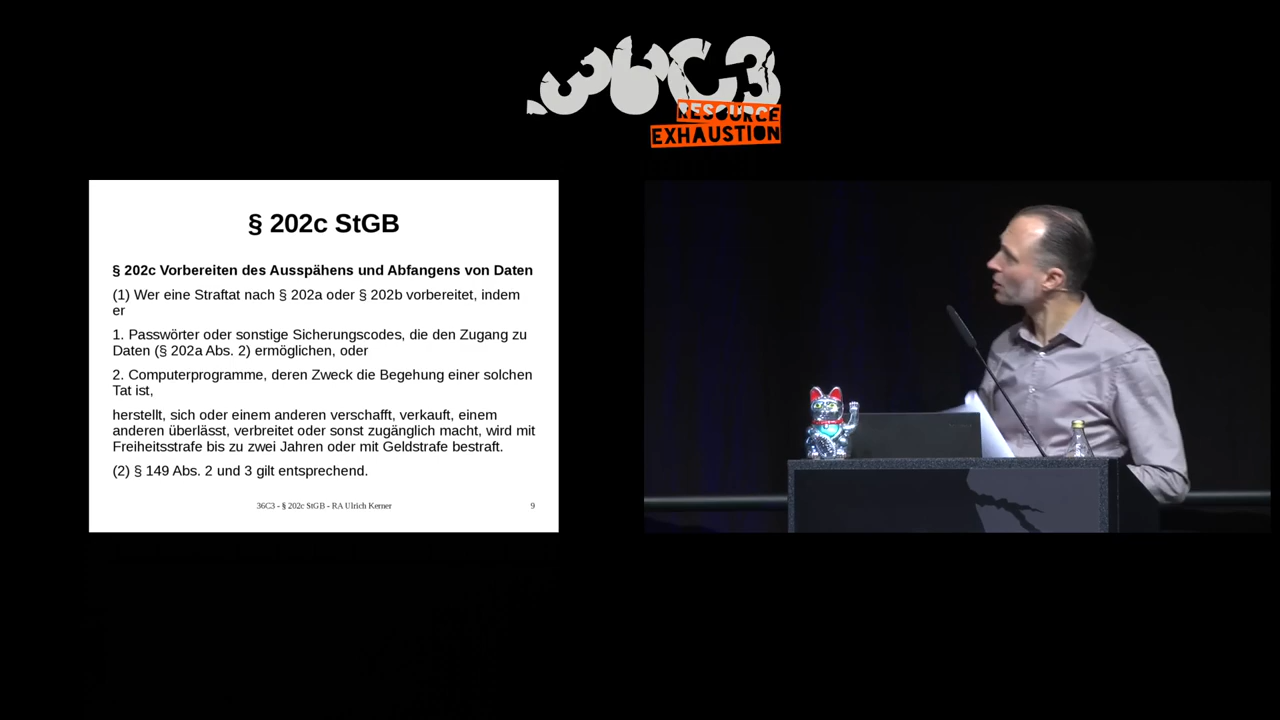 36C3
RESOURCE
EXHAUSTION
§ 202c StGB
§ 202c Vorbereiten des Ausspähens und Abfangens von Daten
(1) Wer eine Straftat nach § 202a oder § 202b vorbereitet, indem
er
1. Passwörter oder sonstige Sicherungscodes, die den Zugang zu
Daten (§ 202a Abs. 2) ermöglichen, oder
2. Computerprogramme, deren Zweck die Begehung einer solchen
Tat ist,
herstellt, sich oder einem anderen verschafft, verkauft, einem
anderen überlässt, verbreitet oder sonst zugänglich macht, wird mit
Freiheitsstrafe bis zu zwei Jahren oder mit Geldstrafe bestraft.
(2) § 149 Abs. 2 und 3 gilt entsprechend.
36C3 - § 202c StGB - RA Ulrich Kerner
9